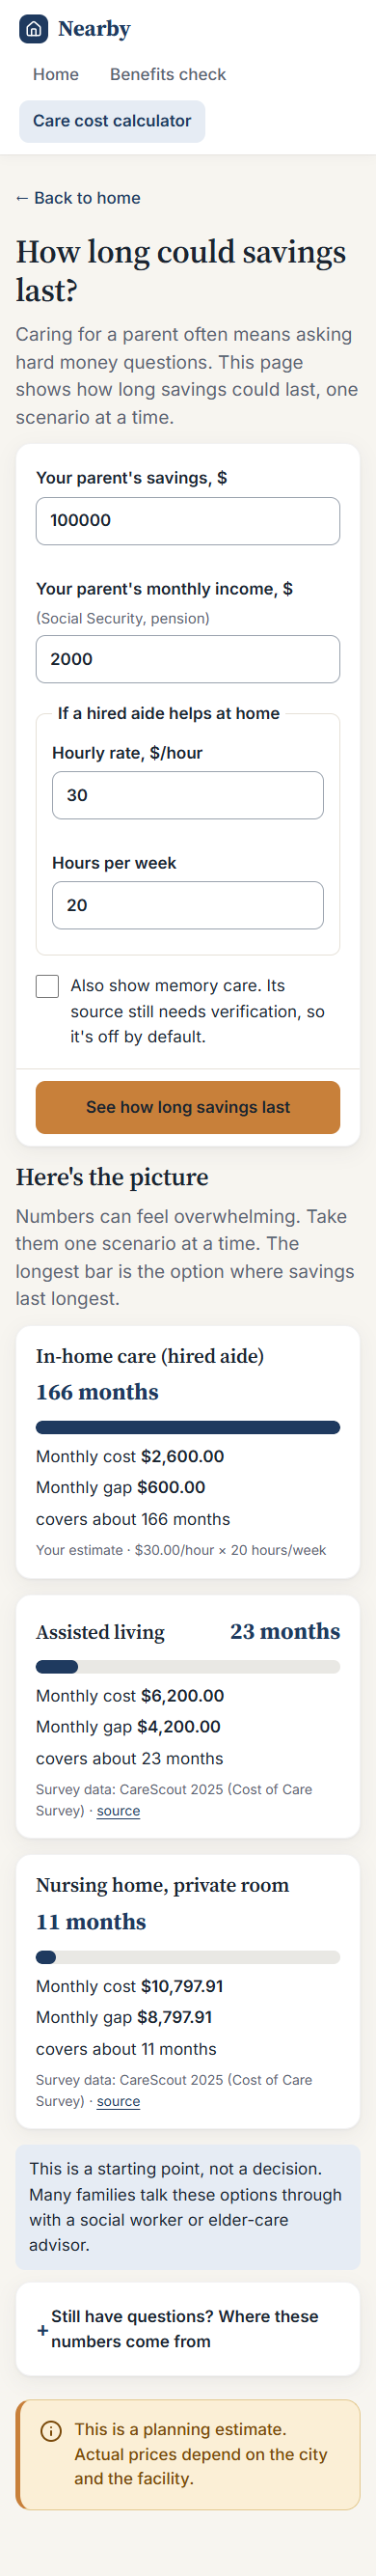 Nearby
Home Benefits check
Care cost calculator
← Back to home
How long could savings
last?
Caring for a parent often means asking
hard money questions. This page
shows how long savings could last, one
scenario at a time.
Your parent's savings, $
100000
Your parent's monthly income, $
(Social Security, pension)
2000
If a hired aide helps at home
Hourly rate, $/hour
30
Hours per week
20
Also show memory care. Its
source still needs verification, so
it's off by default.
See how long savings last
Here's the picture
Numbers can feel overwhelming. Take
them one scenario at a time. The
longest bar is the option where savings
last longest.
In-home care (hired aide)
166 months
Monthly cost $2,600.00
Monthly gap $600.00
covers about 166 months
Your estimate · $30.00/hour × 20 hours/week
Assisted living 23 months
Monthly cost $6,200.00
Monthly gap $4,200.00
covers about 23 months
Survey data: CareScout 2025 (Cost of Care
Survey) · source
Nursing home, private room
11 months
Monthly cost $10,797.91
Monthly gap $8,797.91
covers about 11 months
Survey data: CareScout 2025 (Cost of Care
Survey) · source
This is a starting point, not a decision.
Many families talk these options through
with a social worker or elder-care
advisor.
+ Still have questions? Where these
numbers come from
This is a planning estimate.
Actual prices depend on the city
and the facility.